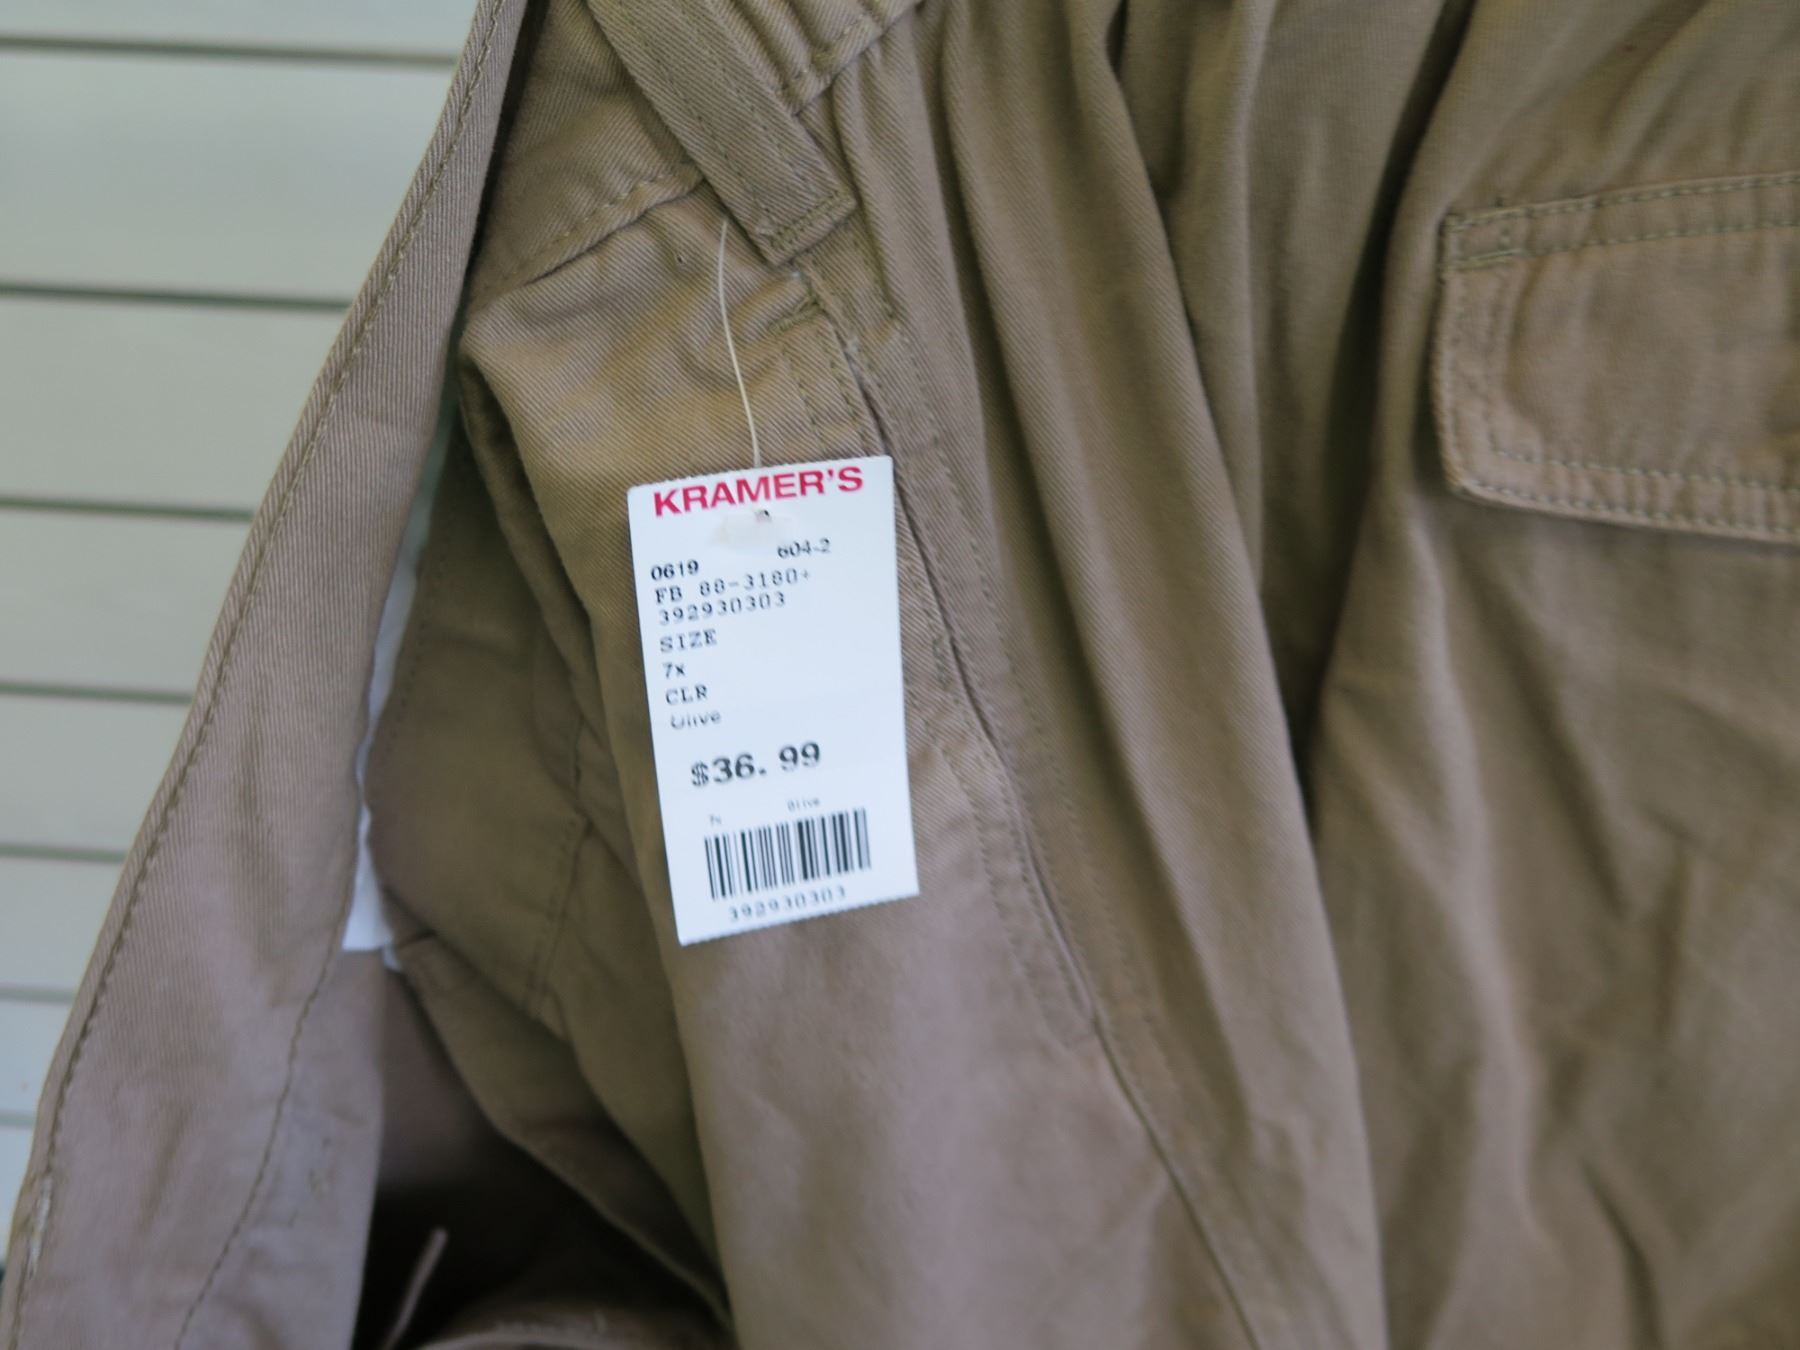 KRAMER'S
604-2
0619
FB 88-3180+
392930303
SIZE
7x
CLR
Olive
$36.99
7x Olive
392930303